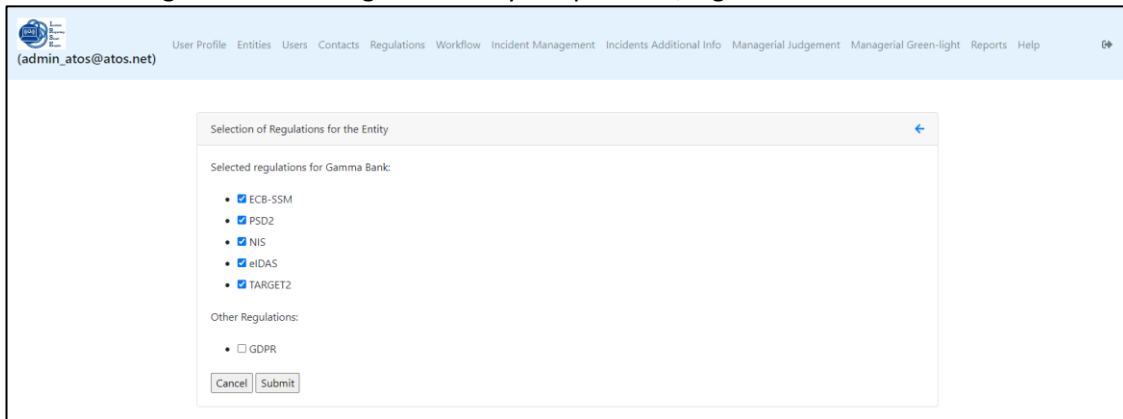 User Profile Entities Users Contacts Regulations Workflow Incident Management Incidents Additional Info Managerial Judgement Managerial Green-light Reports Help
(admin_atos@atos.net)
Selection of Regulations for the Entity
Selected regulations for Gamma Bank:
ECB-SSM
PSD2
NIS
eIDAS
TARGET2
Other Regulations:
GDPR
Cancel Submit